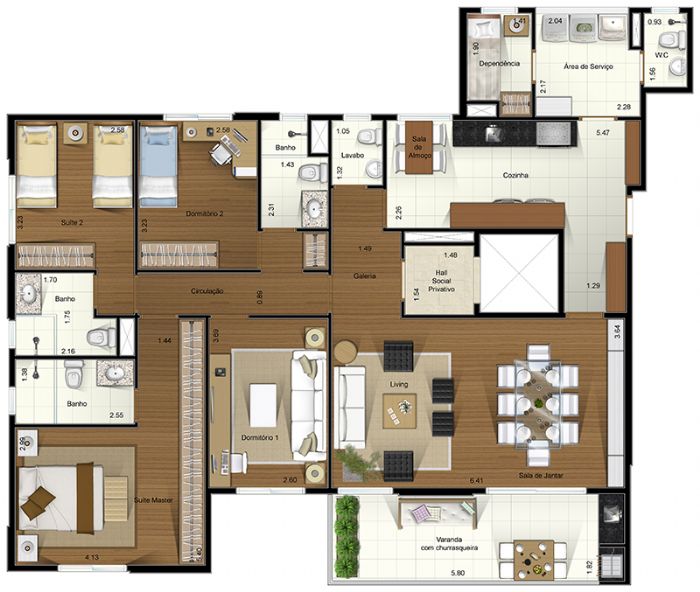 1.41
2.04
0.93
1.90
Dependência
Área de Serviço
W.C
2.17
1.56
2.28
2.58
2.58
Banho
1.43
1.05
Lavabo
1.32
Sala
de
Almoço
5.47
Cozinha
3.23
Suíte 2
3.23
Dormitório 2
2.31
2.26
1.49
Galeria
1.48
Hall
Social
Privativo
1.54
1.70
Banho
1.75
2.16
Circulação
0.89
1.29
1.44
3.69
3.64
1.38
Banho
2.55
Living
Dormitório 1
2.99
2.60
6.41
Sala de Jantar
Suíte Master
4.13
5.40
Varanda
com churrasqueira
5.80
1.82